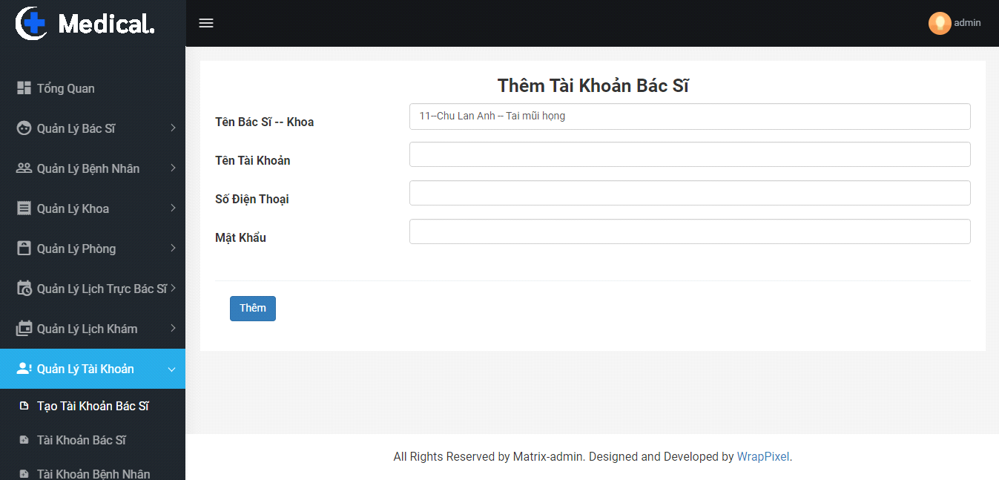 Medical.
admin
Tổng Quan
Quản Lý Bác Sĩ
Quản Lý Bệnh Nhân
Quản Lý Khoa
Quản Lý Phòng
Quản Lý Lịch Trực Bác Sĩ
Quản Lý Lịch Khám
Quản Lý Tài Khoản
Tạo Tài Khoản Bác Sĩ
Tài Khoản Bác Sĩ
Tài Khoản Bệnh Nhân
Thêm Tài Khoản Bác Sĩ
Tên Bác Sĩ -- Khoa
11--Chu Lan Anh -- Tai mũi họng
Tên Tài Khoản
Số Điện Thoại
Mật Khẩu
Thêm
All Rights Reserved by Matrix-admin. Designed and Developed by WrapPixel.